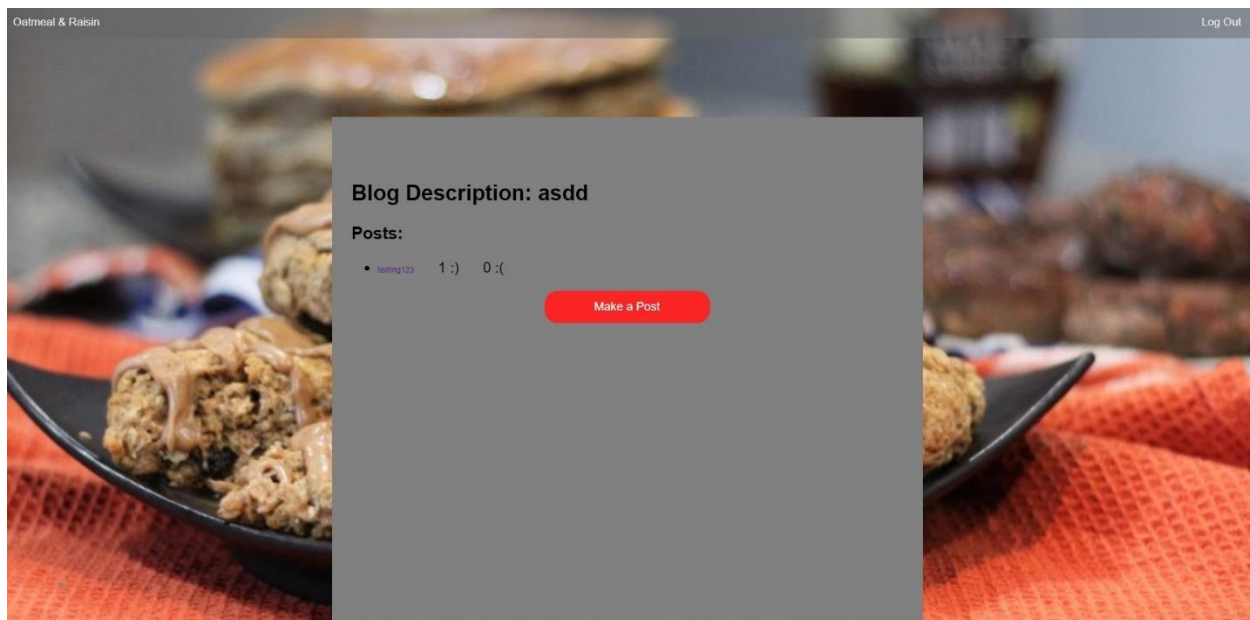 Oatmeal & Raisin Log Out
Blog Description: asdd
Posts:
• testing123 1 :) 0 :(
Make a Post